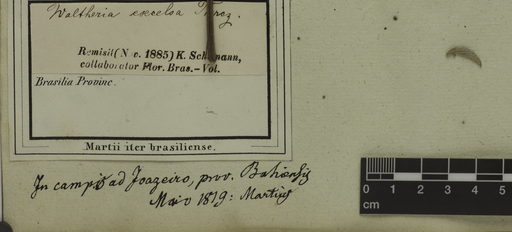 Waltheria excelsa Turcz.
Remisit (Nov. 1885) K. Schumann,
collaborator Flor. Bras.-Vol.
Brasilia Provinc.
Martii iter brasiliense.
In campis ad Joazeiro, prov. Bahiensis
Maio 1819: Martius
0 1 2 3 4 5
cm